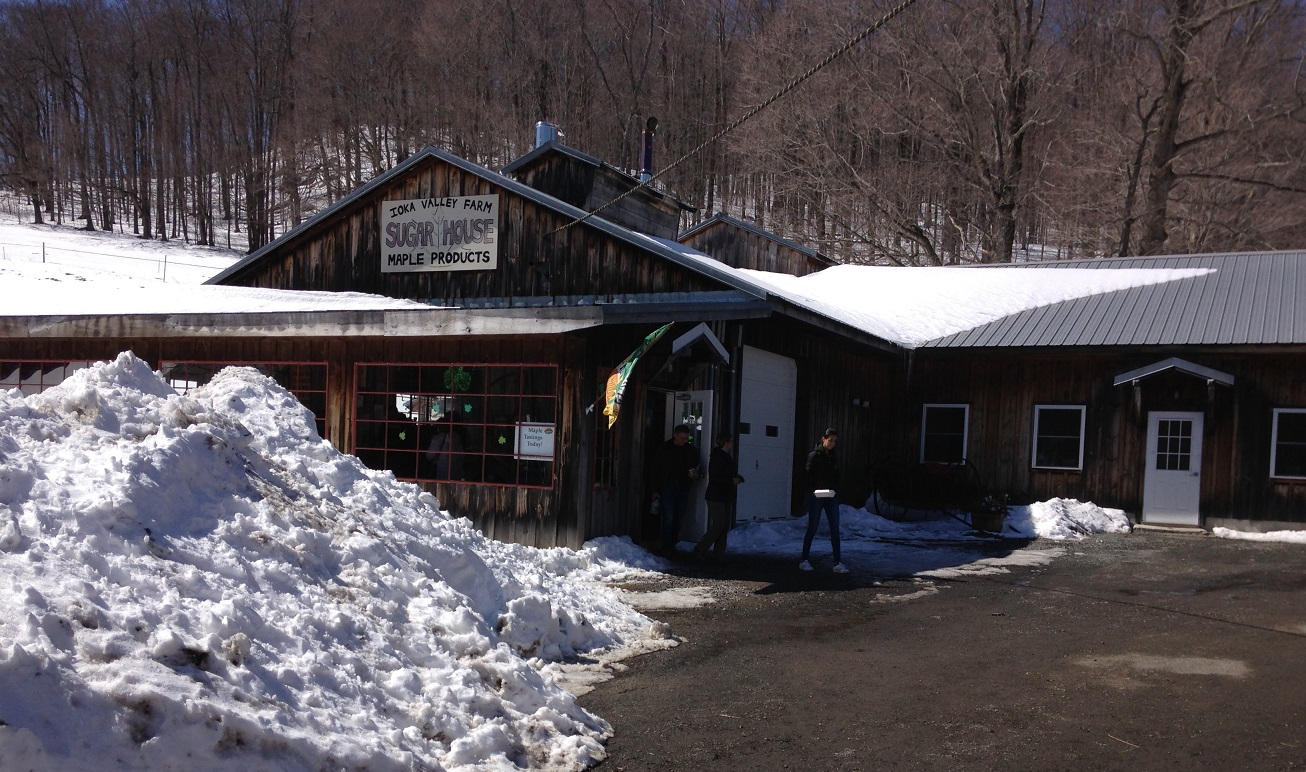 IOKA VALLEY FARM
SUGAR HOUSE
MAPLE PRODUCTS
Maple
Tastings
Today!